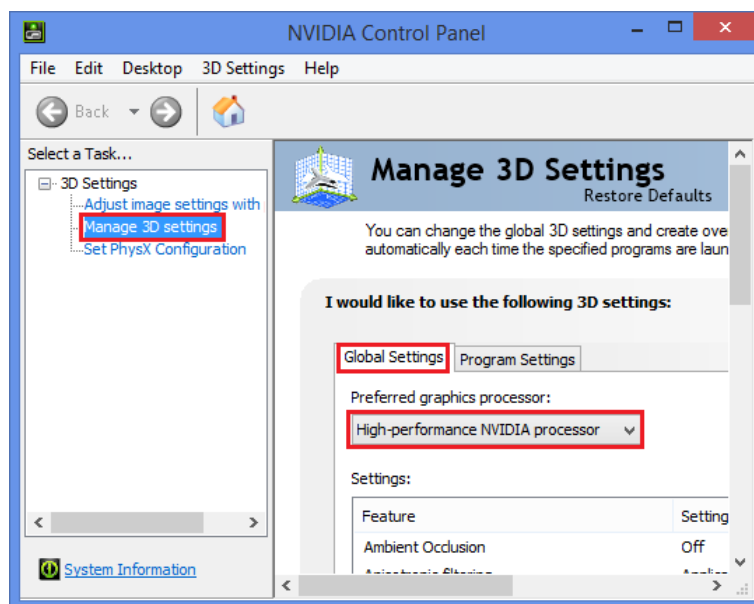 NVIDIA Control Panel
File Edit Desktop 3D Settings Help
Back
Select a Task...
3D Settings
Adjust image settings with
Manage 3D settings
Set PhysX Configuration
System Information
Manage 3D Settings
Restore Defaults
You can change the global 3D settings and create ove
automatically each time the specified programs are laun
I would like to use the following 3D settings:
Global Settings Program Settings
Preferred graphics processor:
High-performance NVIDIA processor
Settings:
Feature Setting
Ambient Occlusion Off